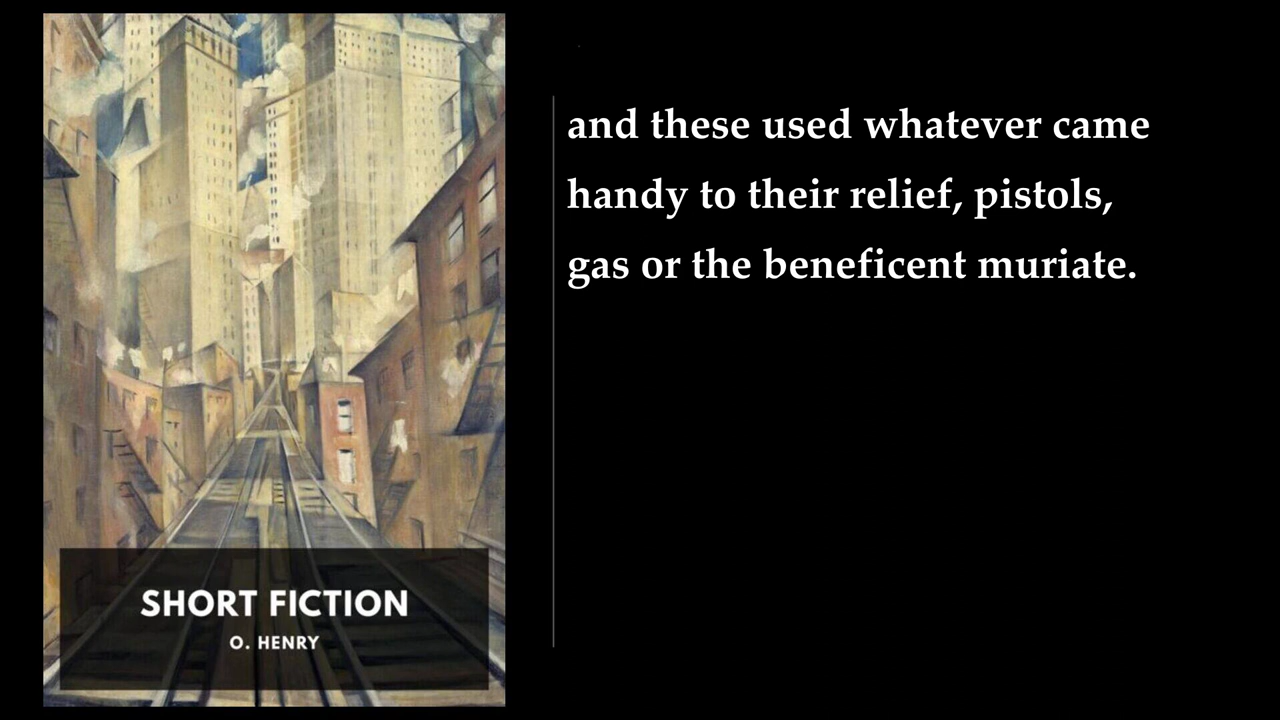 and these used whatever came
handy to their relief, pistols,
gas or the beneficent muriate.
SHORT FICTION
O. HENRY